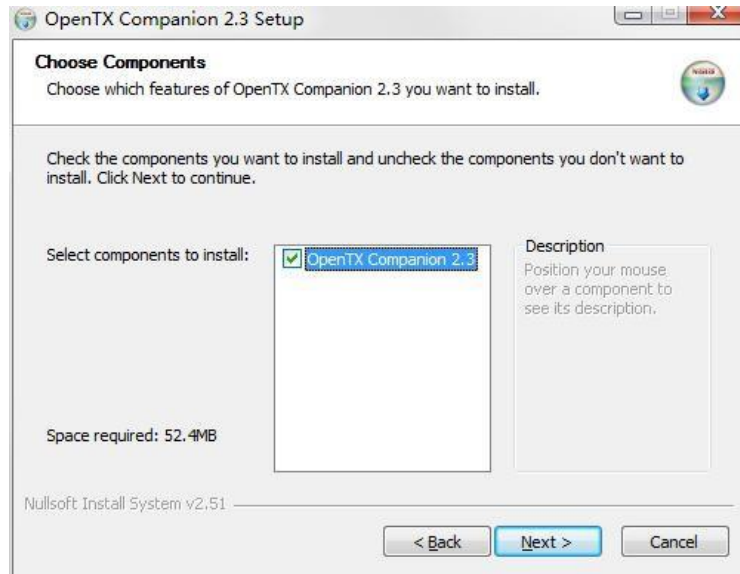 OpenTX Companion 2.3 Setup
Choose Components
Choose which features of OpenTX Companion 2.3 you want to install.
Check the components you want to install and uncheck the components you don't want to
install. Click Next to continue.
Select components to install:
OpenTX Companion 2.3
Description
Position your mouse
over a component to
see its description.
Space required: 52.4MB
Nullsoft Install System v2.51
< Back
Next >
Cancel